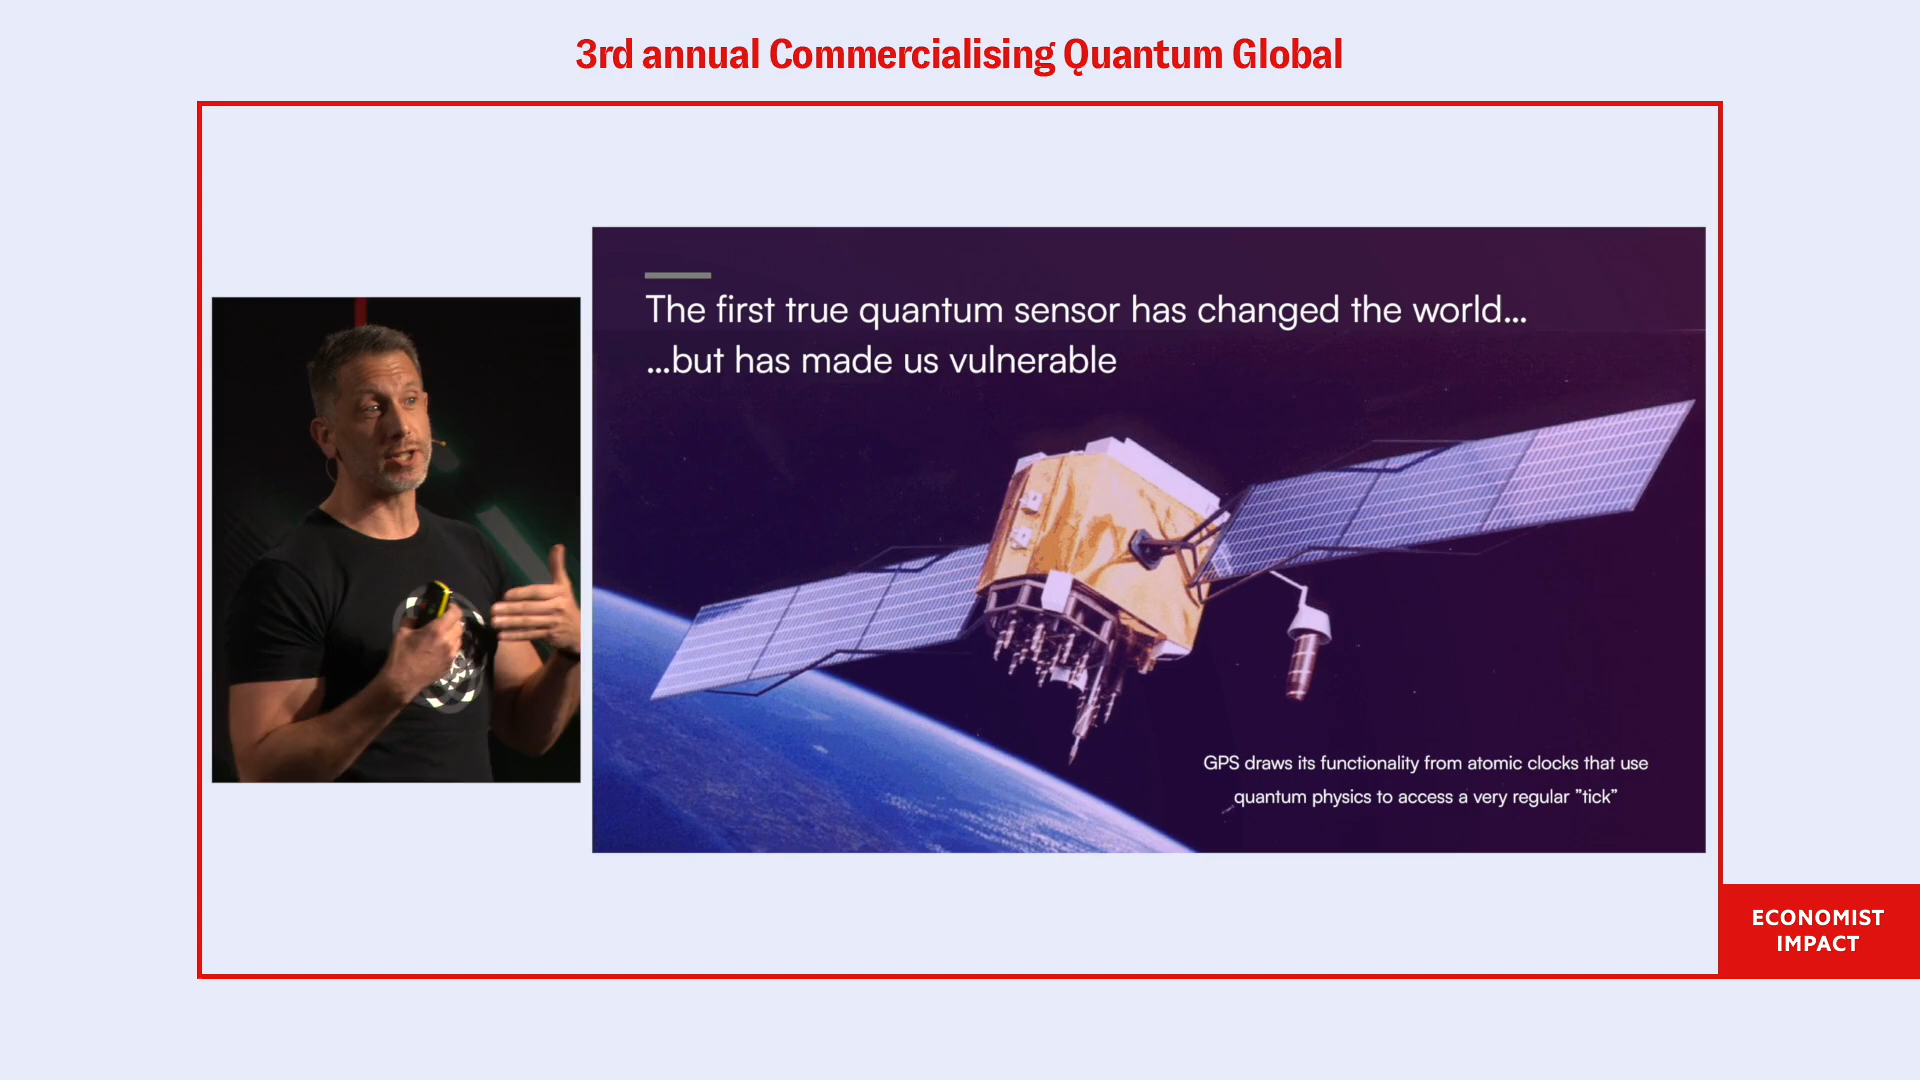 3rd annual Commercialising Quantum Global
The first true quantum sensor has changed the world...
...but has made us vulnerable
GPS draws its functionality from atomic clocks that use
quantum physics to access a very regular ”tick”
ECONOMIST
IMPACT